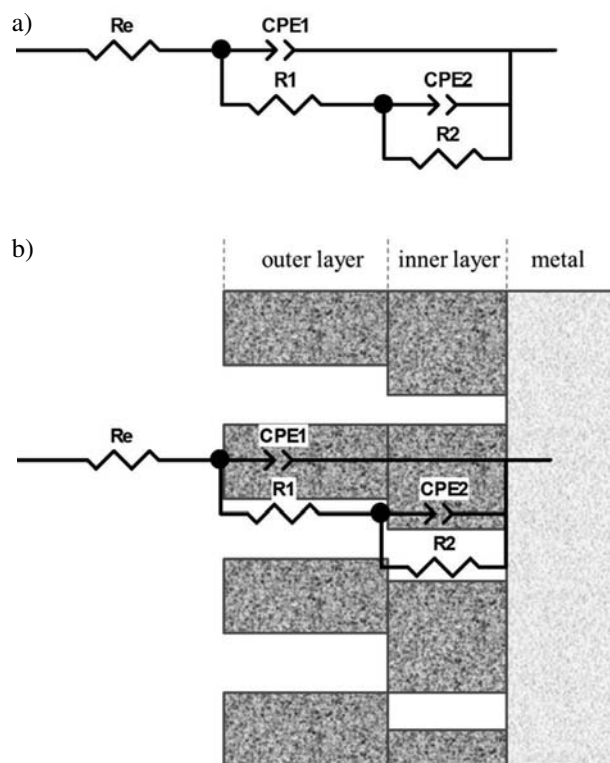 a)
CPE1
Re
R1
CPE2
R2
b)
outer layer inner layer metal
Re
CPE1
R1
CPE2
R2